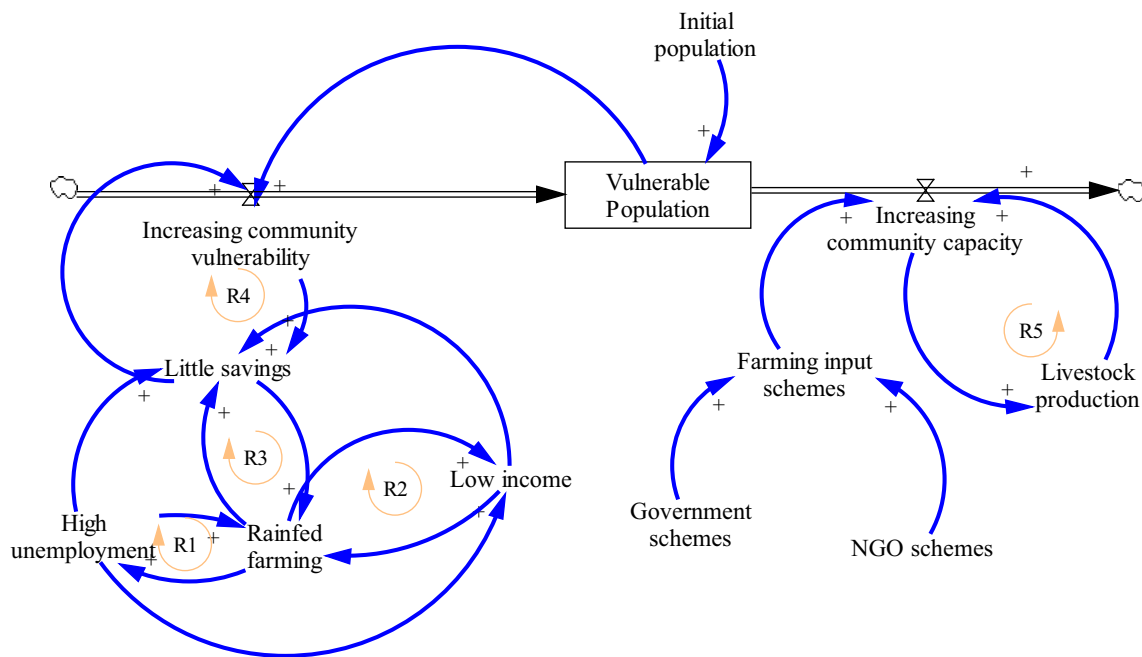 Initial
population
+
+
+
+
Vulnerable
Population
+
+
Increasing
community capacity
+
Increasing community
vulnerability
R4
+
+
R5
Little savings
+
+
Farming input
schemes
+
Livestock
production
+
+
R3
+
+
R2
Low income
+
+
High
unemployment
R1
+
+
Rainfed
farming
Government
schemes
NGO schemes